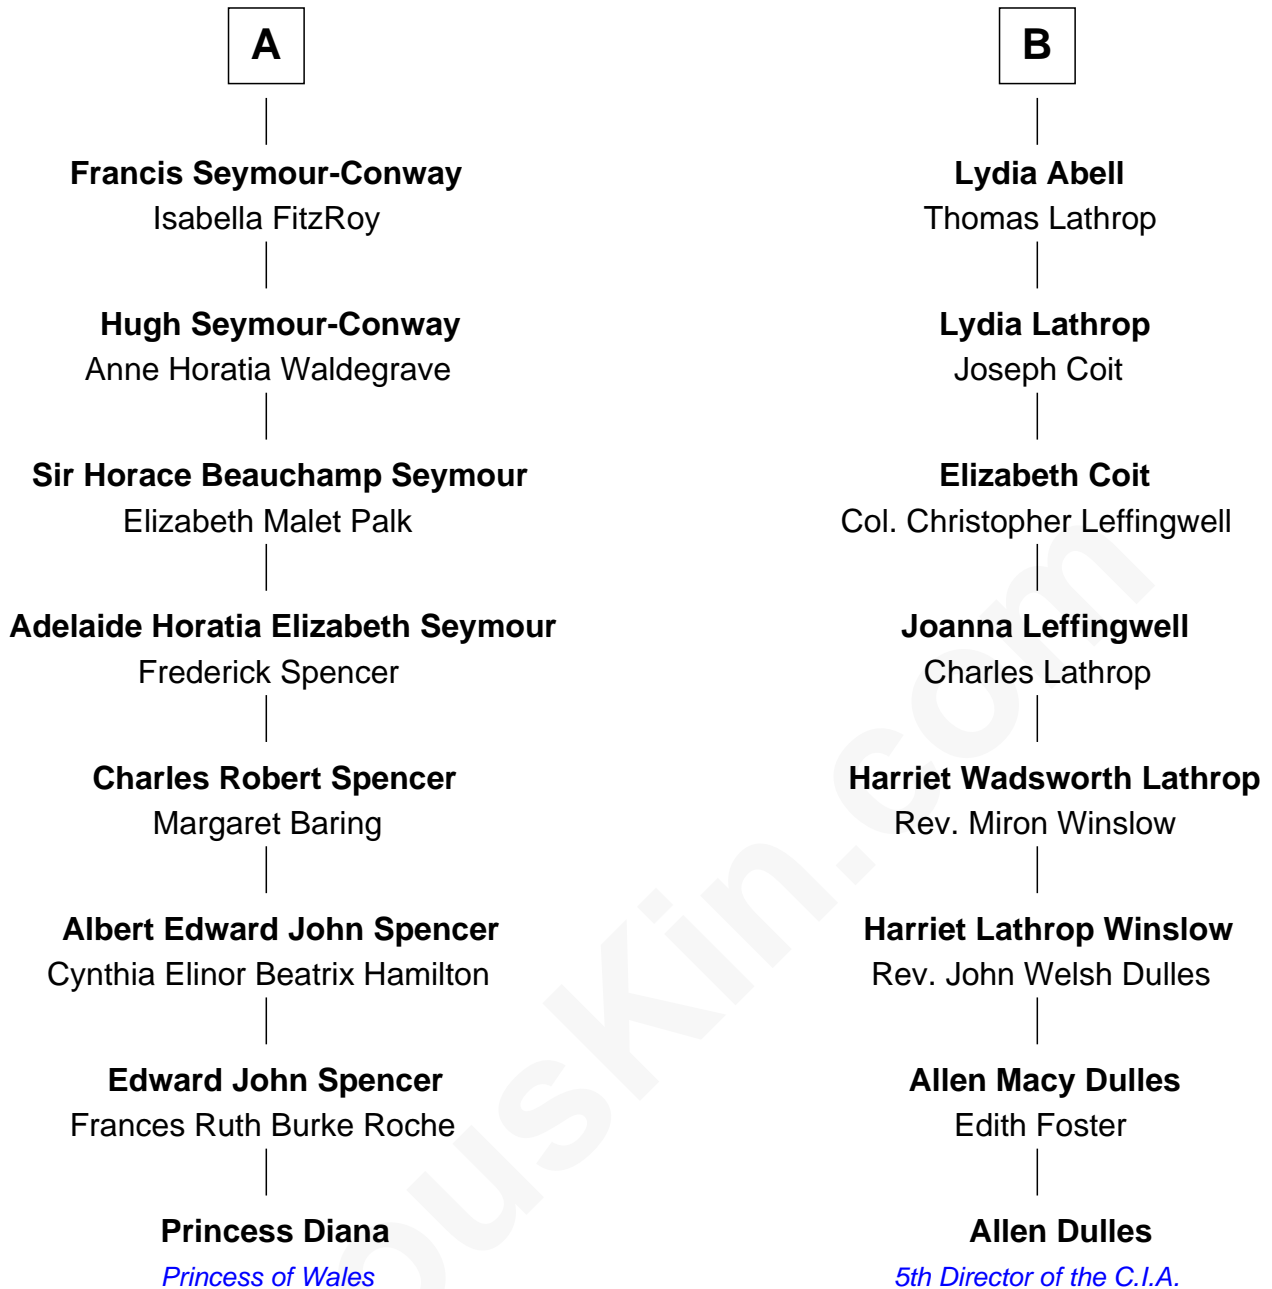 A
Francis Seymour-Conway
Isabella FitzRoy
Hugh Seymour-Conway
Anne Horatia Waldegrave
Sir Horace Beauchamp Seymour
Elizabeth Malet Palk
Adelaide Horatia Elizabeth Seymour
Frederick Spencer
Charles Robert Spencer
Margaret Baring
Albert Edward John Spencer
Cynthia Elinor Beatrix Hamilton
Edward John Spencer
Frances Ruth Burke Roche
Princess Diana
Princess of Wales
B
Lydia Abell
Thomas Lathrop
Lydia Lathrop
Joseph Coit
Elizabeth Coit
Col. Christopher Leffingwell
Joanna Leffingwell
Charles Lathrop
Harriet Wadsworth Lathrop
Rev. Miron Winslow
Harriet Lathrop Winslow
Rev. John Welsh Dulles
Allen Macy Dulles
Edith Foster
Allen Dulles
5th Director of the C.I.A.
ousKin.com